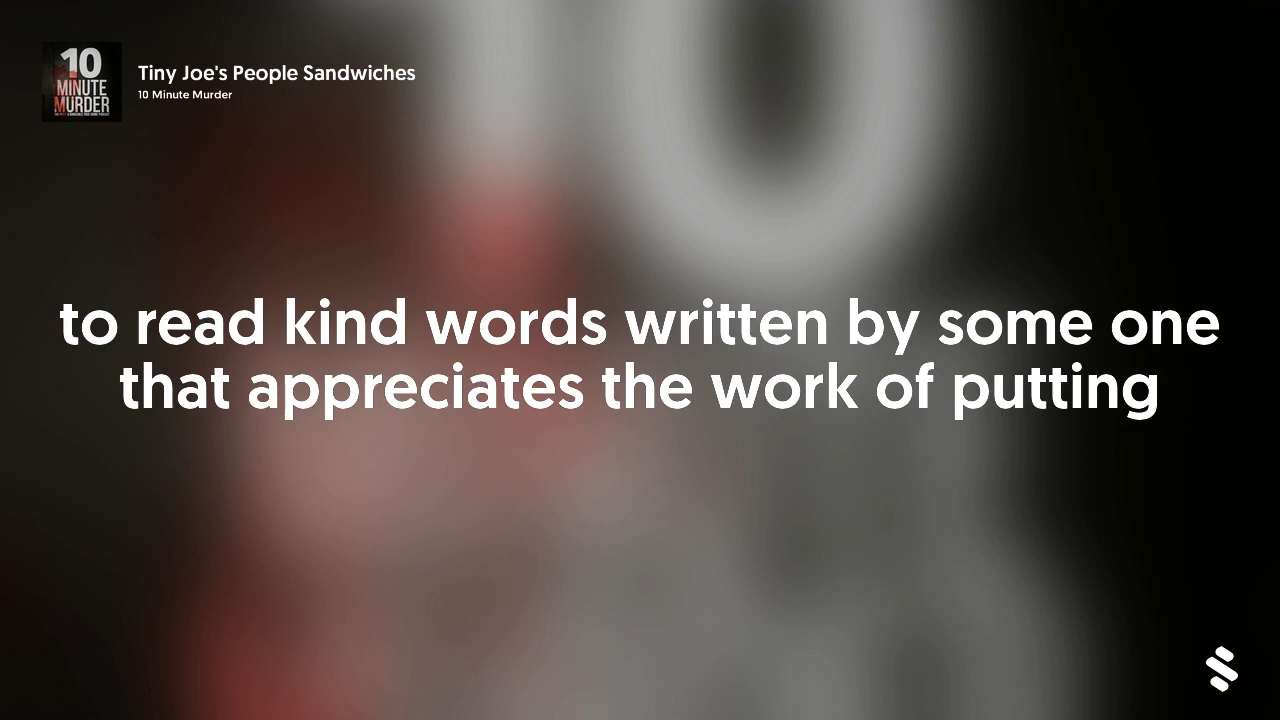 10
MINUTE
MURDER
Tiny Joe's People Sandwiches
10 Minute Murder
to read kind words written by some one
that appreciates the work of putting